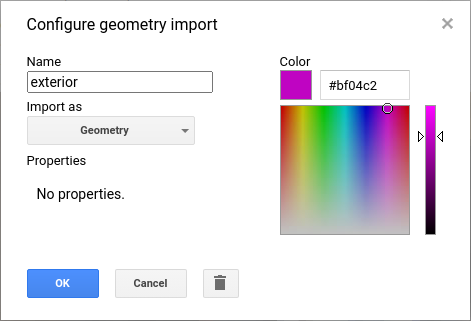 Configure geometry import
Name
exterior
Import as
Geometry
Properties
No properties.
Color
#bf04c2
OK
Cancel